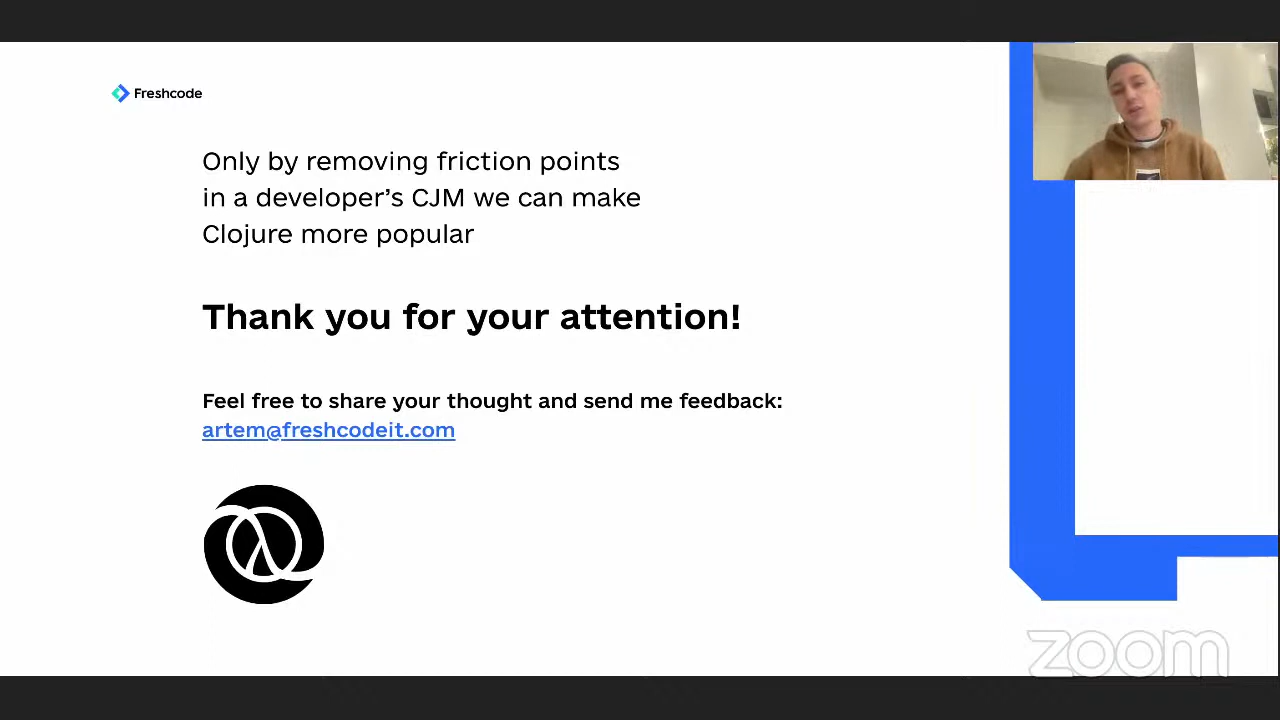 Freshcode
Only by removing friction points
in a developer’s CJM we can make
Clojure more popular
Thank you for your attention!
Feel free to share your thought and send me feedback:
artem@freshcodeit.com
zoom